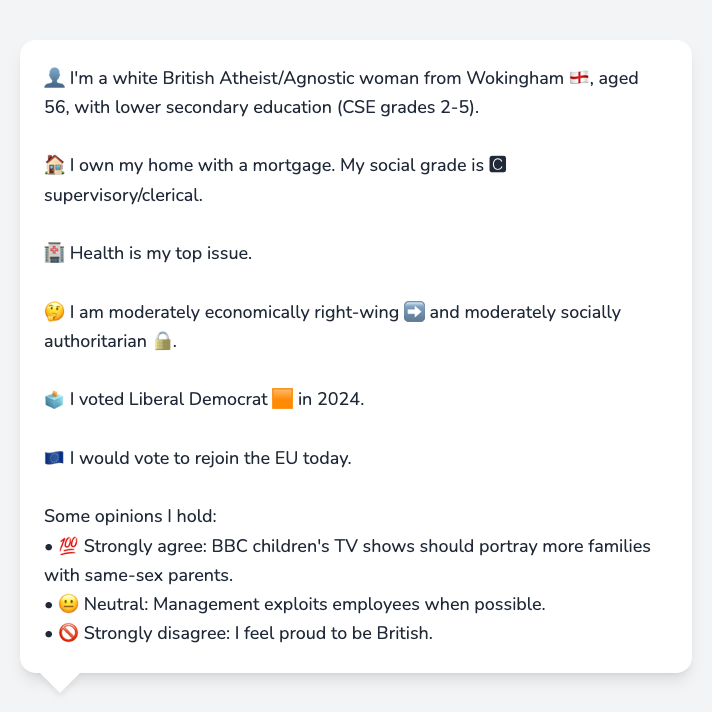 👤 I'm a white British Atheist/Agnostic woman from Wokingham 🏴󠁧󠁢󠁥󠁮󠁧󠁿, aged
56, with lower secondary education (CSE grades 2-5).
🏠 I own my home with a mortgage. My social grade is 🅲
supervisory/clerical.
🏥 Health is my top issue.
🤔 I am moderately economically right-wing ➡️ and moderately socially
authoritarian 🔒.
🗳️ I voted Liberal Democrat 🟧 in 2024.
🇪🇺 I would vote to rejoin the EU today.
Some opinions I hold:
• 💯 Strongly agree: BBC children's TV shows should portray more families
with same-sex parents.
• 😐 Neutral: Management exploits employees when possible.
• 🚫 Strongly disagree: I feel proud to be British.